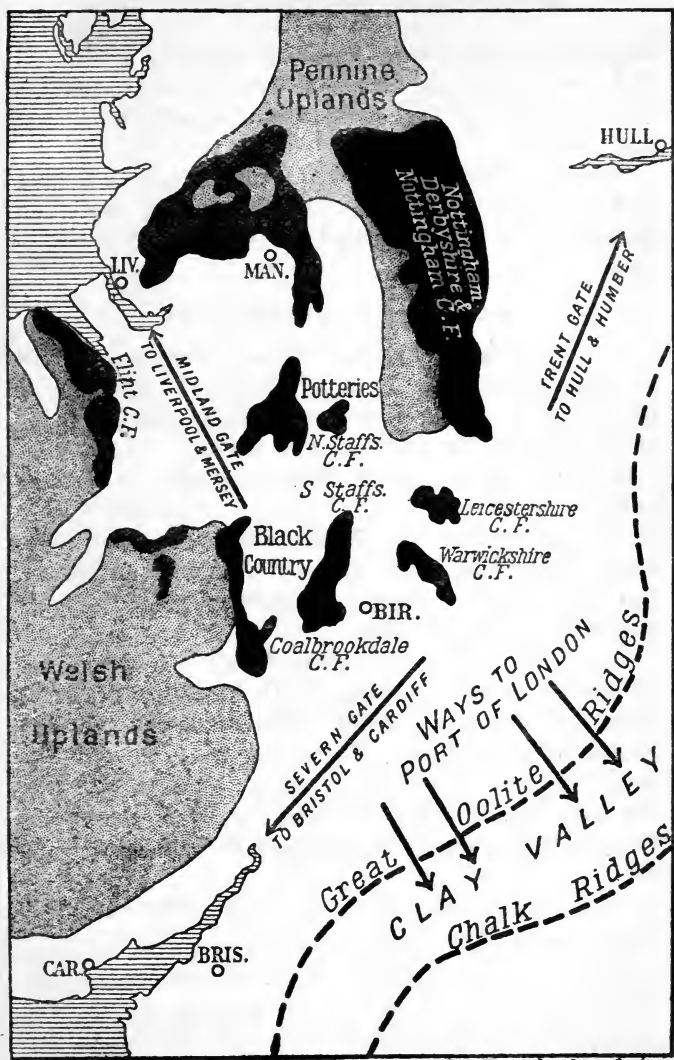 Pennine
Uplands
HULL
Nottingham
Derbyshire &
Nottingham C.F.
LIV.
MAN.
TRENT GATE
TO HULL & HUMBER
MIDLAND GATE
TO LIVERPOOL & MERSEY
Flint C.F.
Potteries
N. Staffs.
C.F.
S Staffs.
C.F.
Leicestershire
C.F.
Black
Country
Warwickshire
C.F.
BIR.
Coalbrookdale
C.F.
Welsh
Uplands
SEVERN GATE
TO BRISTOL & CARDIFF
WAYS TO
PORT OF LONDON
Great Oolite Ridges
CLAY VALLEY
Chalk Ridges
CAR.
BRIS.